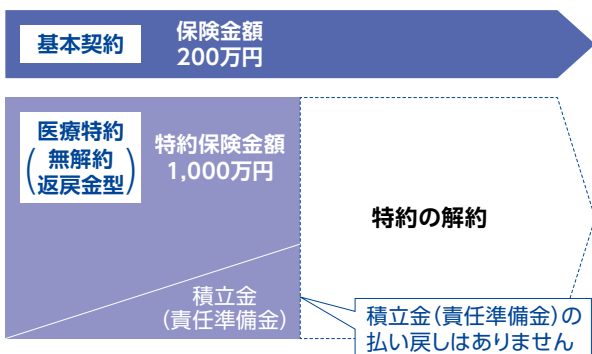 基本契約
保険金額
200万円
医療特約
(無解約
返戻金型)
特約保険金額
1,000万円
特約の解約
積立金
(責任準備金)
積立金(責任準備金)の
払い戻しはありません